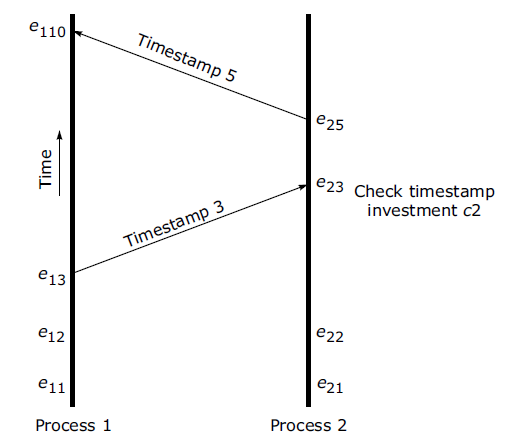 e110
Timestamp 5
e25
Time
e23
Check timestamp
investment c2
Timestamp 3
e13
e12
e22
e11
e21
Process 1
Process 2